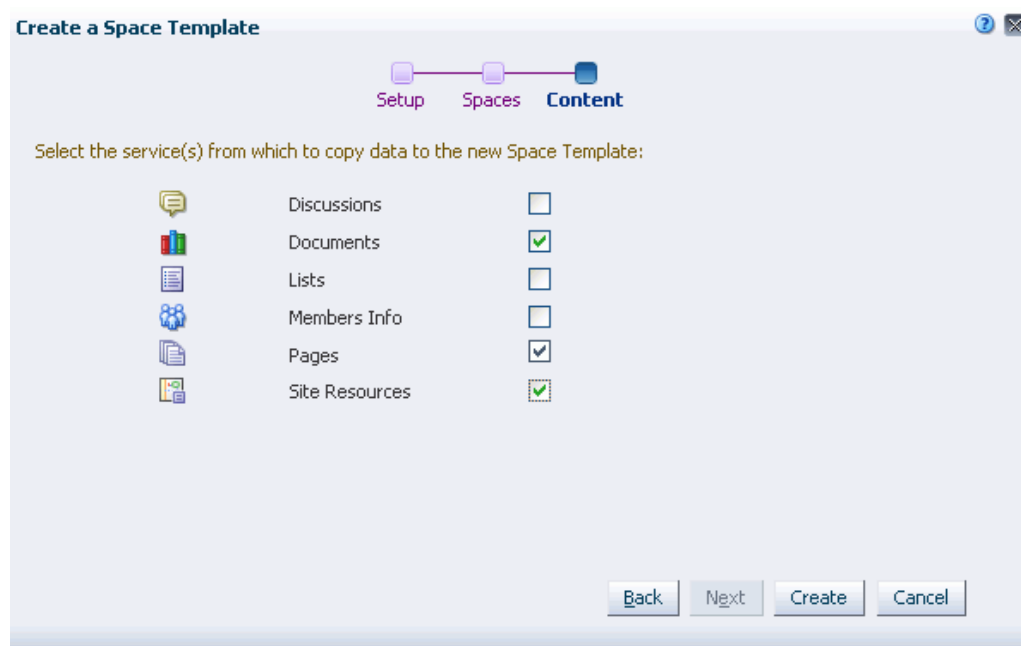 Create a Space Template
Setup Spaces Content
Select the service(s) from which to copy data to the new Space Template:
Discussions
Documents
Lists
Members Info
Pages
Site Resources
Back Next Create Cancel